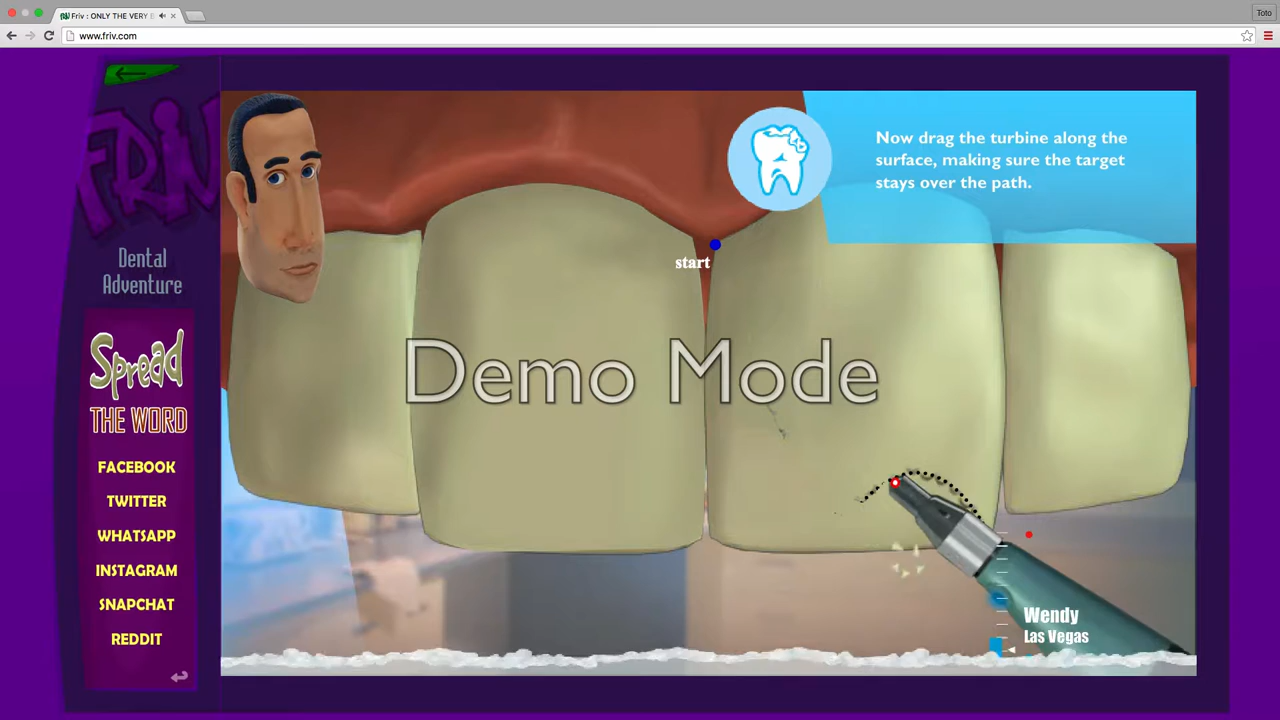 Friv : ONLY THE VERY B
Toto
www.friv.com
FRIV
Dental
Adventure
Spread
THE WORD
FACEBOOK
TWITTER
WHATSAPP
INSTAGRAM
SNAPCHAT
REDDIT
Now drag the turbine along the
surface, making sure the target
stays over the path.
start
Demo Mode
Wendy
Las Vegas